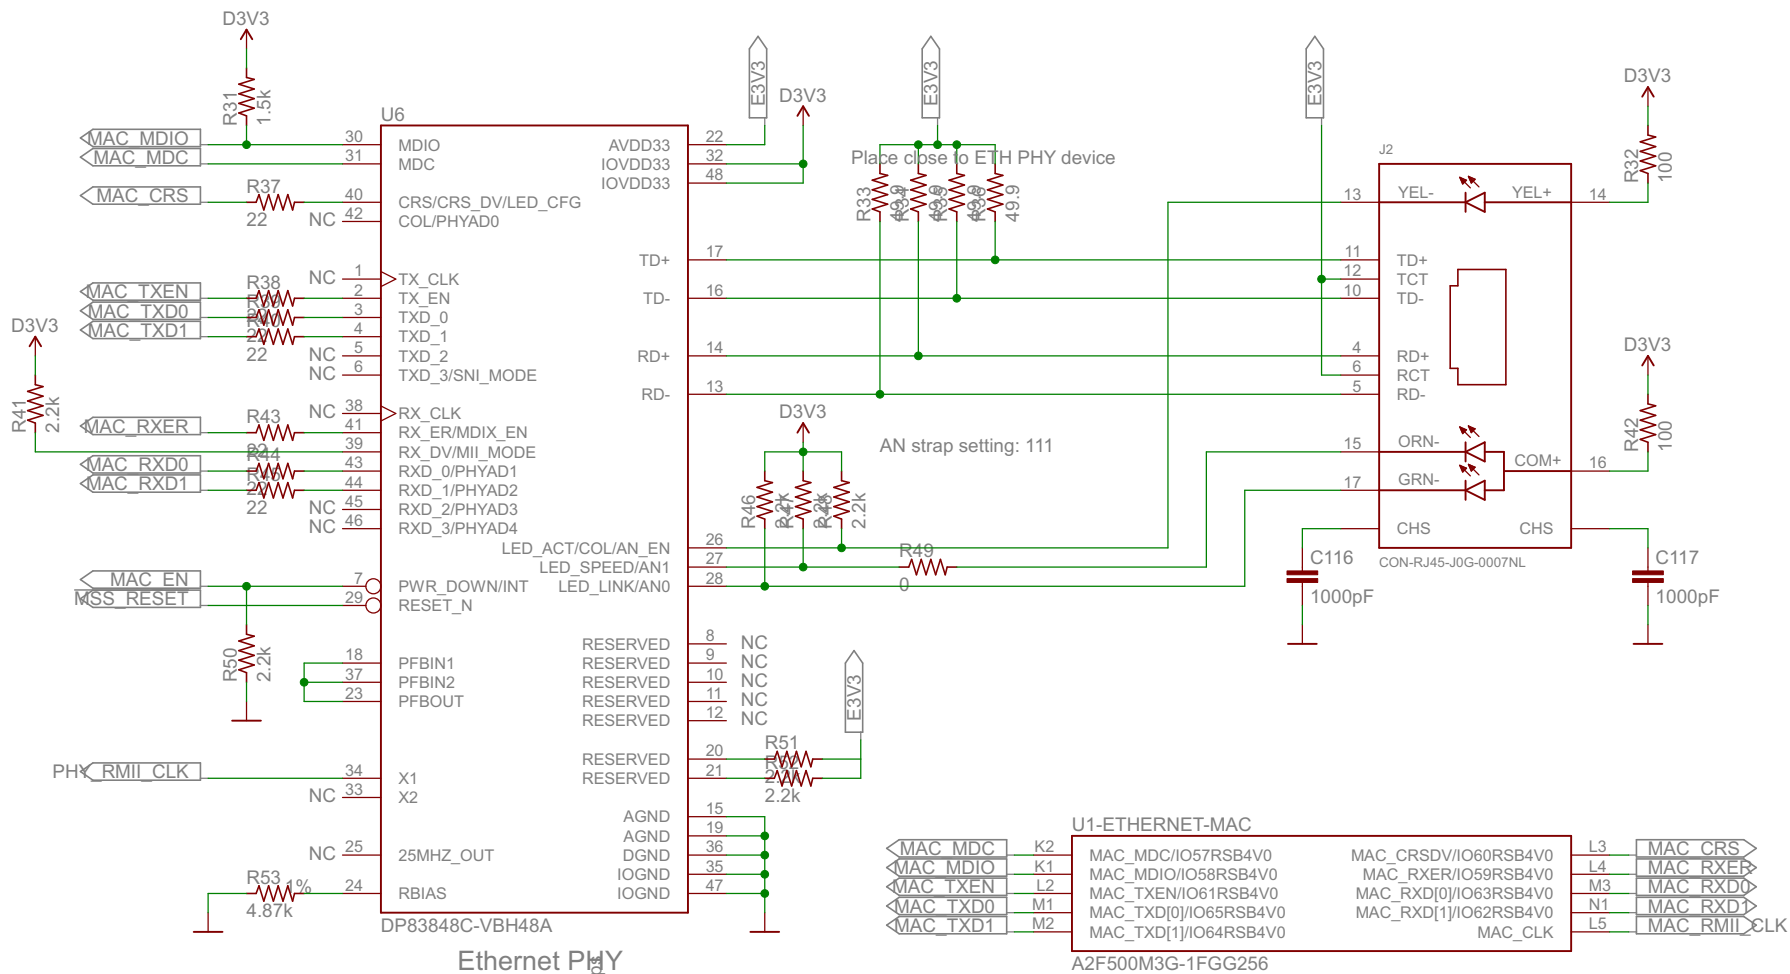 D3V3
R31
1.5k
MAC_MDIO
MAC_MDC
MAC_CRS
R37
22
NC
NC
MAC_TXEN
MAC_TXD0
MAC_TXD1
R38
22
22
NC
NC
D3V3
R41
2.2k
NC
MAC_RXER
R43
MAC_RXD0
MAC_RXD1
R44
22
22
NC
NC
MAC_EN
MSS_RESET
R50
2.2k
PHY_RMII_CLK
NC
NC
R53
1%
4.87k
U6
30 MDIO
31 MDC
40 CRS/CRS_DV/LED_CFG
42 COL/PHYAD0
1 TX_CLK
2 TX_EN
3 TXD_0
4 TXD_1
5 TXD_2
6 TXD_3/SNI_MODE
38 RX_CLK
41 RX_ER/MDIX_EN
39 RX_DV/MII_MODE
43 RXD_0/PHYAD1
44 RXD_1/PHYAD2
45 RXD_2/PHYAD3
46 RXD_3/PHYAD4
7 PWR_DOWN/INT
29 RESET_N
18 PFBIN1
37 PFBIN2
23 PFBOUT
34 X1
33 X2
25 25MHZ_OUT
24 RBIAS
AVDD33 22
IOVDD33 32
IOVDD33 48
TD+ 17
TD- 16
RD+ 14
RD- 13
LED_ACT/COL/AN_EN 26
LED_SPEED/AN1 27
LED_LINK/AN0 28
RESERVED 8 NC
RESERVED 9 NC
RESERVED 10 NC
RESERVED 11 NC
RESERVED 12 NC
RESERVED 20
RESERVED 21
AGND 15
AGND 19
DGND 36
IOGND 35
IOGND 47
DP83848C-VBH48A
Ethernet PHY
E3V3
D3V3
E3V3
Place close to ETH PHY device
R33
R34
R35
R36
49.9
D3V3
AN strap setting: 111
R46
R47
R48
2.2k
R49
0
E3V3
R51
R52
2.2k
E3V3
J2
13 YEL-
YEL+ 14
11 TD+
12 TCT
10 TD-
4 RD+
6 RCT
5 RD-
15 ORN-
17 GRN-
COM+ 16
CHS
CHS
CON-RJ45-J0G-0007NL
D3V3
R32
100
D3V3
R42
100
C116
1000pF
C117
1000pF
U1-ETHERNET-MAC
MAC_MDC K2 MAC_MDC/IO57RSB4V0
MAC_MDIO K1 MAC_MDIO/IO58RSB4V0
MAC_TXEN L2 MAC_TXEN/IO61RSB4V0
MAC_TXD0 M1 MAC_TXD[0]/IO65RSB4V0
MAC_TXD1 M2 MAC_TXD[1]/IO64RSB4V0
MAC_CRSDV/IO60RSB4V0 L3 MAC_CRS
MAC_RXER/IO59RSB4V0 L4 MAC_RXER
MAC_RXD[0]/IO63RSB4V0 M3 MAC_RXD0
MAC_RXD[1]/IO62RSB4V0 N1 MAC_RXD1
MAC_CLK L5 MAC_RMII_CLK
A2F500M3G-1FGG256